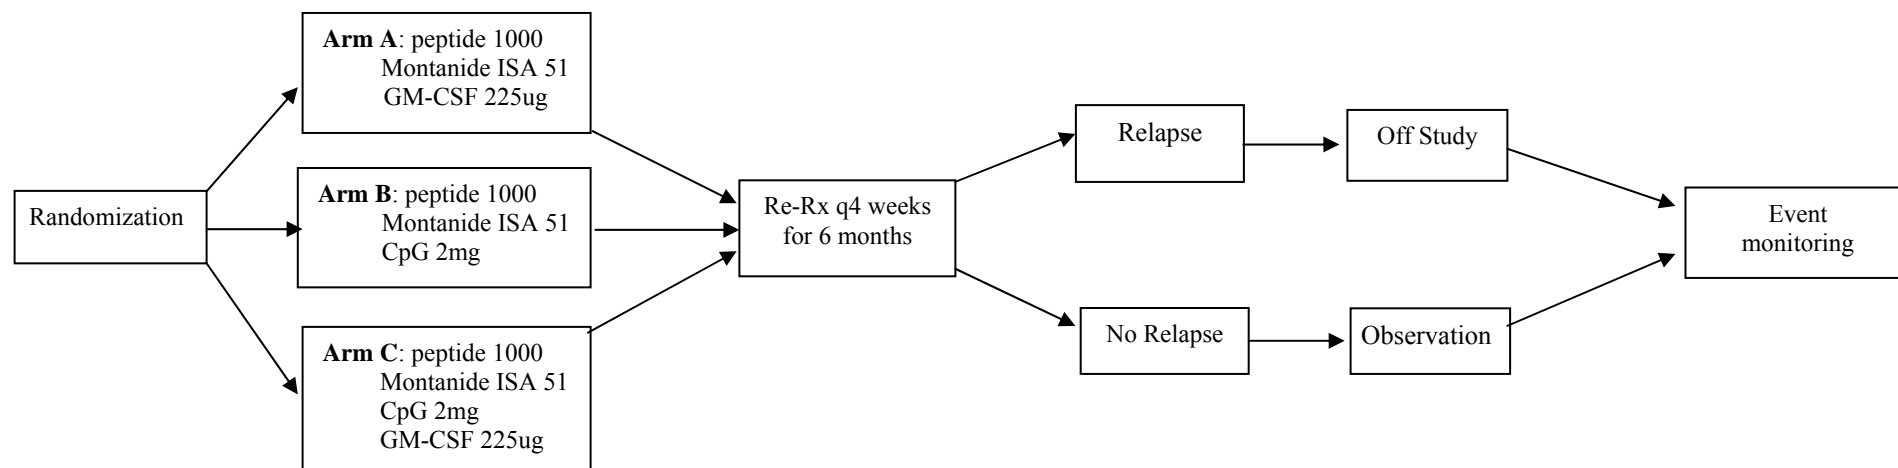 Randomization
Arm A: peptide 1000
Montanide ISA 51
GM-CSF 225ug
Arm B: peptide 1000
Montanide ISA 51
CpG 2mg
Arm C: peptide 1000
Montanide ISA 51
CpG 2mg
GM-CSF 225ug
Re-Rx q4 weeks
for 6 months
Relapse
Off Study
No Relapse
Observation
Event
monitoring